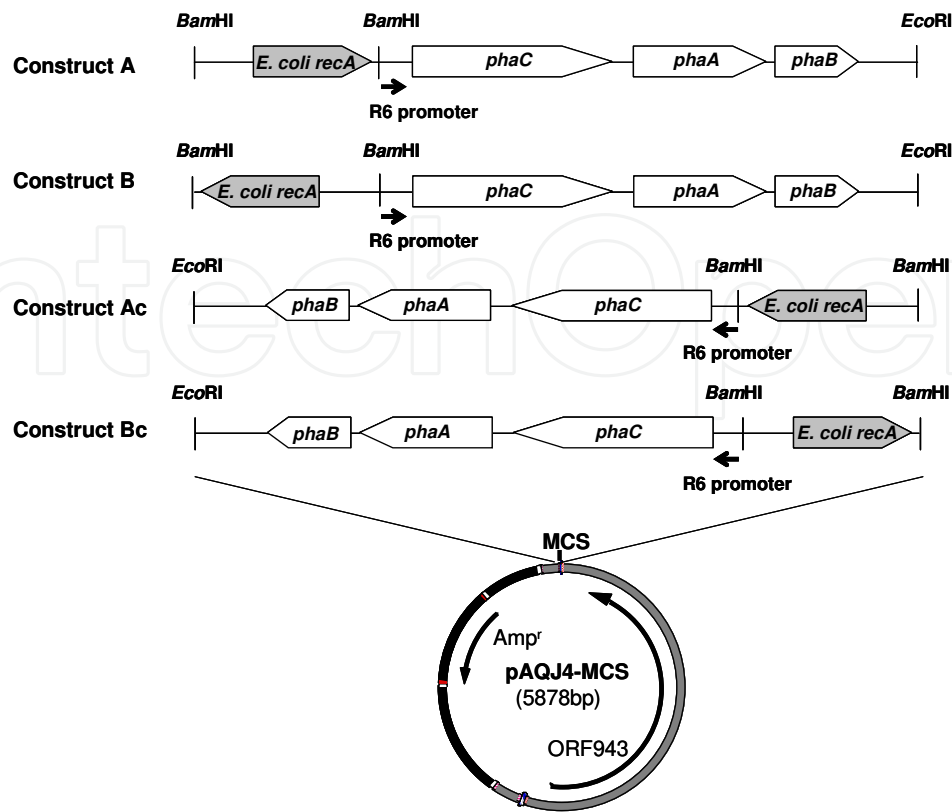 BamHI BamHI EcoRI
Construct A
E. coli recA phaC phaA phaB
R6 promoter
BamHI BamHI EcoRI
Construct B
E. coli recA phaC phaA phaB
R6 promoter
EcoRI BamHI BamHI
Construct Ac
phaB phaA phaC E. coli recA
R6 promoter
EcoRI BamHI BamHI
Construct Bc
phaB phaA phaC E. coli recA
R6 promoter
MCS
Ampʳ
pAQJ4-MCS
(5878bp)
ORF943
ntechOpe